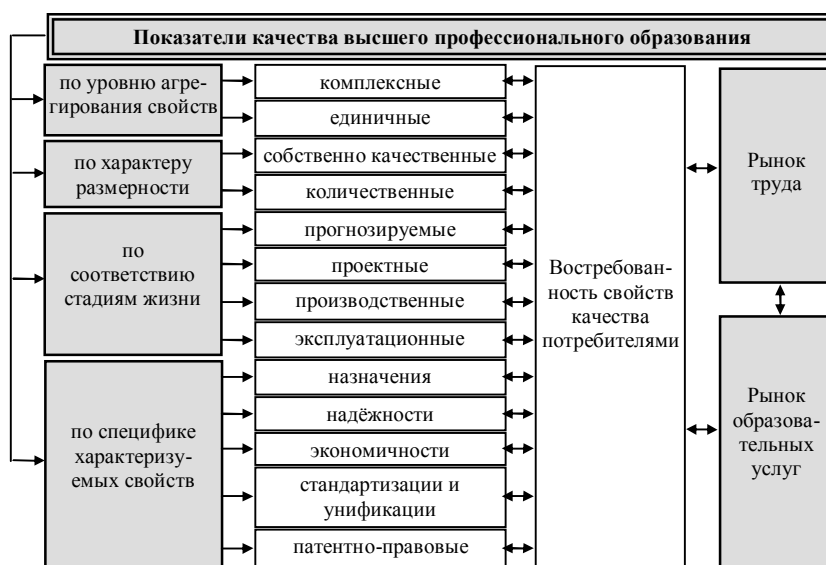 Показатели качества высшего профессионального образования
по уровню агре-
гирования свойств
комплексные
единичные
по характеру
размерности
собственно качественные
количественные
по
соответствию
стадиям жизни
прогнозируемые
проектные
производственные
эксплуатационные
по специфике
характеризу-
емых свойств
назначения
надёжности
экономичности
стандартизации и
унификации
патентно-правовые
Востребован-
ность свойств
качества
потребителями
Рынок
труда
Рынок
образова-
тельных
услуг